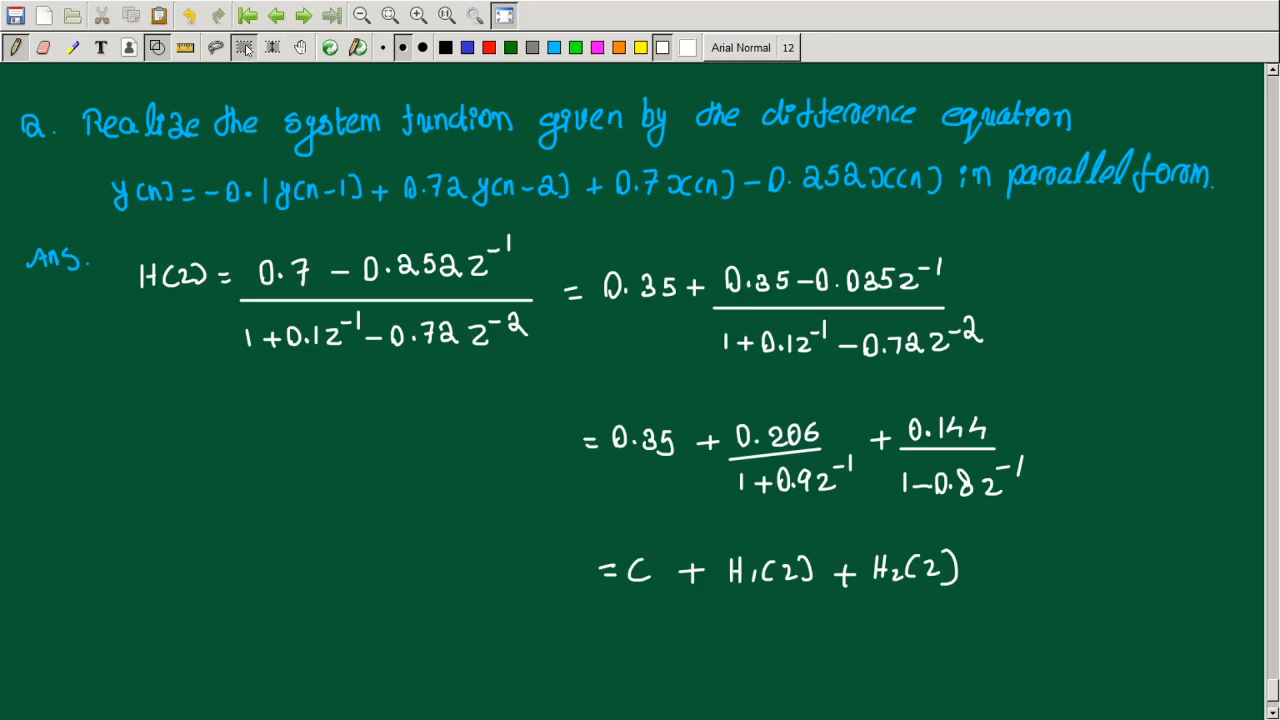 Arial Normal 12
Q. Realize the system function given by the difference equation
y(n) = -0.1y(n-1) + 0.72y(n-2) + 0.7x(n) - 0.252x(n) in parallel form.
Ans. H(z) = (0.7 - 0.252z^-1) / (1 + 0.1z^-1 - 0.72z^-2) = 0.35 + (0.35 - 0.035z^-1) / (1 + 0.1z^-1 - 0.72z^-2)
= 0.35 + 0.206 / (1 + 0.9z^-1) + 0.144 / (1 - 0.8z^-1)
= C + H1(z) + H2(z)